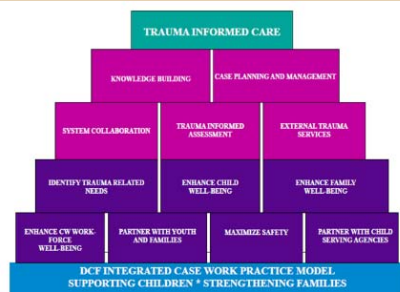 TRAUMA INFORMED CARE
KNOWLEDGE BUILDING
CASE PLANNING AND MANAGEMENT
SYSTEM COLLABORATION
TRAUMA INFORMED
ASSESSMENT
EXTERNAL TRAUMA
SERVICES
IDENTIFY TRAUMA RELATED
NEEDS
ENHANCE CHILD
WELL-BEING
ENHANCE FAMILY
WELL-BEING
ENHANCE CW WORK-
FORCE
WELL-BEING
PARTNER WITH YOUTH
AND FAMILIES
MAXIMIZE SAFETY
PARTNER WITH CHILD
SERVING AGENCIES
DCF INTEGRATED CASE WORK PRACTICE MODEL
SUPPORTING CHILDREN * STRENGTHENING FAMILIES